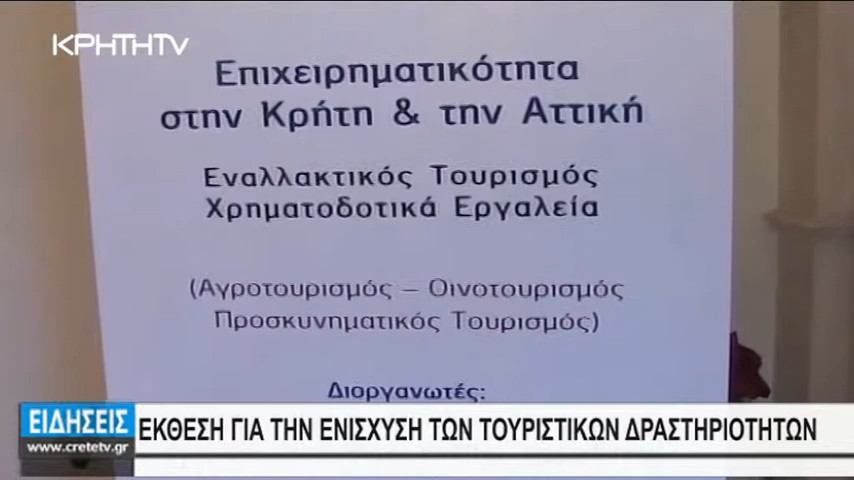 ΚΡΗΤΗTV
Επιχειρηματικότητα
στην Κρήτη & την Αττική
Εναλλακτικός Τουρισμός
Χρηματοδοτικά Εργαλεία
(Αγροτουρισμός – Οινοτουρισμός
Προσκυνηματικός Τουρισμός)
Διοργανωτές:
ΕΙΔΗΣΕΙΣ
www.cretetv.gr
ΕΚΘΕΣΗ ΓΙΑ ΤΗΝ ΕΝΙΣΧΥΣΗ ΤΩΝ ΤΟΥΡΙΣΤΙΚΩΝ ΔΡΑΣΤΗΡΙΟΤΗΤΩΝ